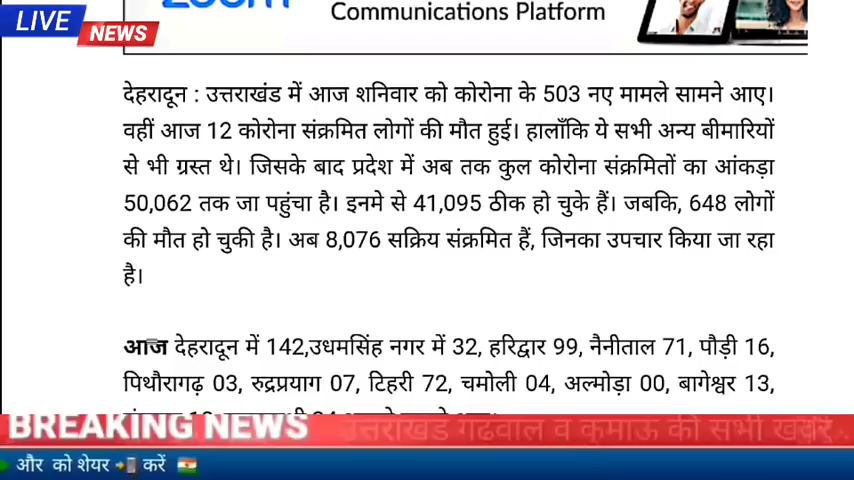 LIVE
NEWS
Communications Platform
देहरादून : उत्तराखंड में आज शनिवार को कोरोना के 503 नए मामले सामने आए।
वहीं आज 12 कोरोना संक्रमित लोगों की मौत हुई। हालाँकि ये सभी अन्य बीमारियों
से भी ग्रस्त थे। जिसके बाद प्रदेश में अब तक कुल कोरोना संक्रमितों का आंकड़ा
50,062 तक जा पहुंचा है। इनमे से 41,095 ठीक हो चुके हैं। जबकि, 648 लोगों
की मौत हो चुकी है। अब 8,076 सक्रिय संक्रमित हैं, जिनका उपचार किया जा रहा
है।
आज देहरादून में 142,उधमसिंह नगर में 32, हरिद्वार 99, नैनीताल 71, पौड़ी 16,
पिथौरागढ़ 03, रुद्रप्रयाग 07, टिहरी 72, चमोली 04, अल्मोड़ा 00, बागेश्वर 13,
BREAKING NEWS उत्तराखंड गढवाल व कुमाऊ की सभी खबरें..
और को शेयर करें